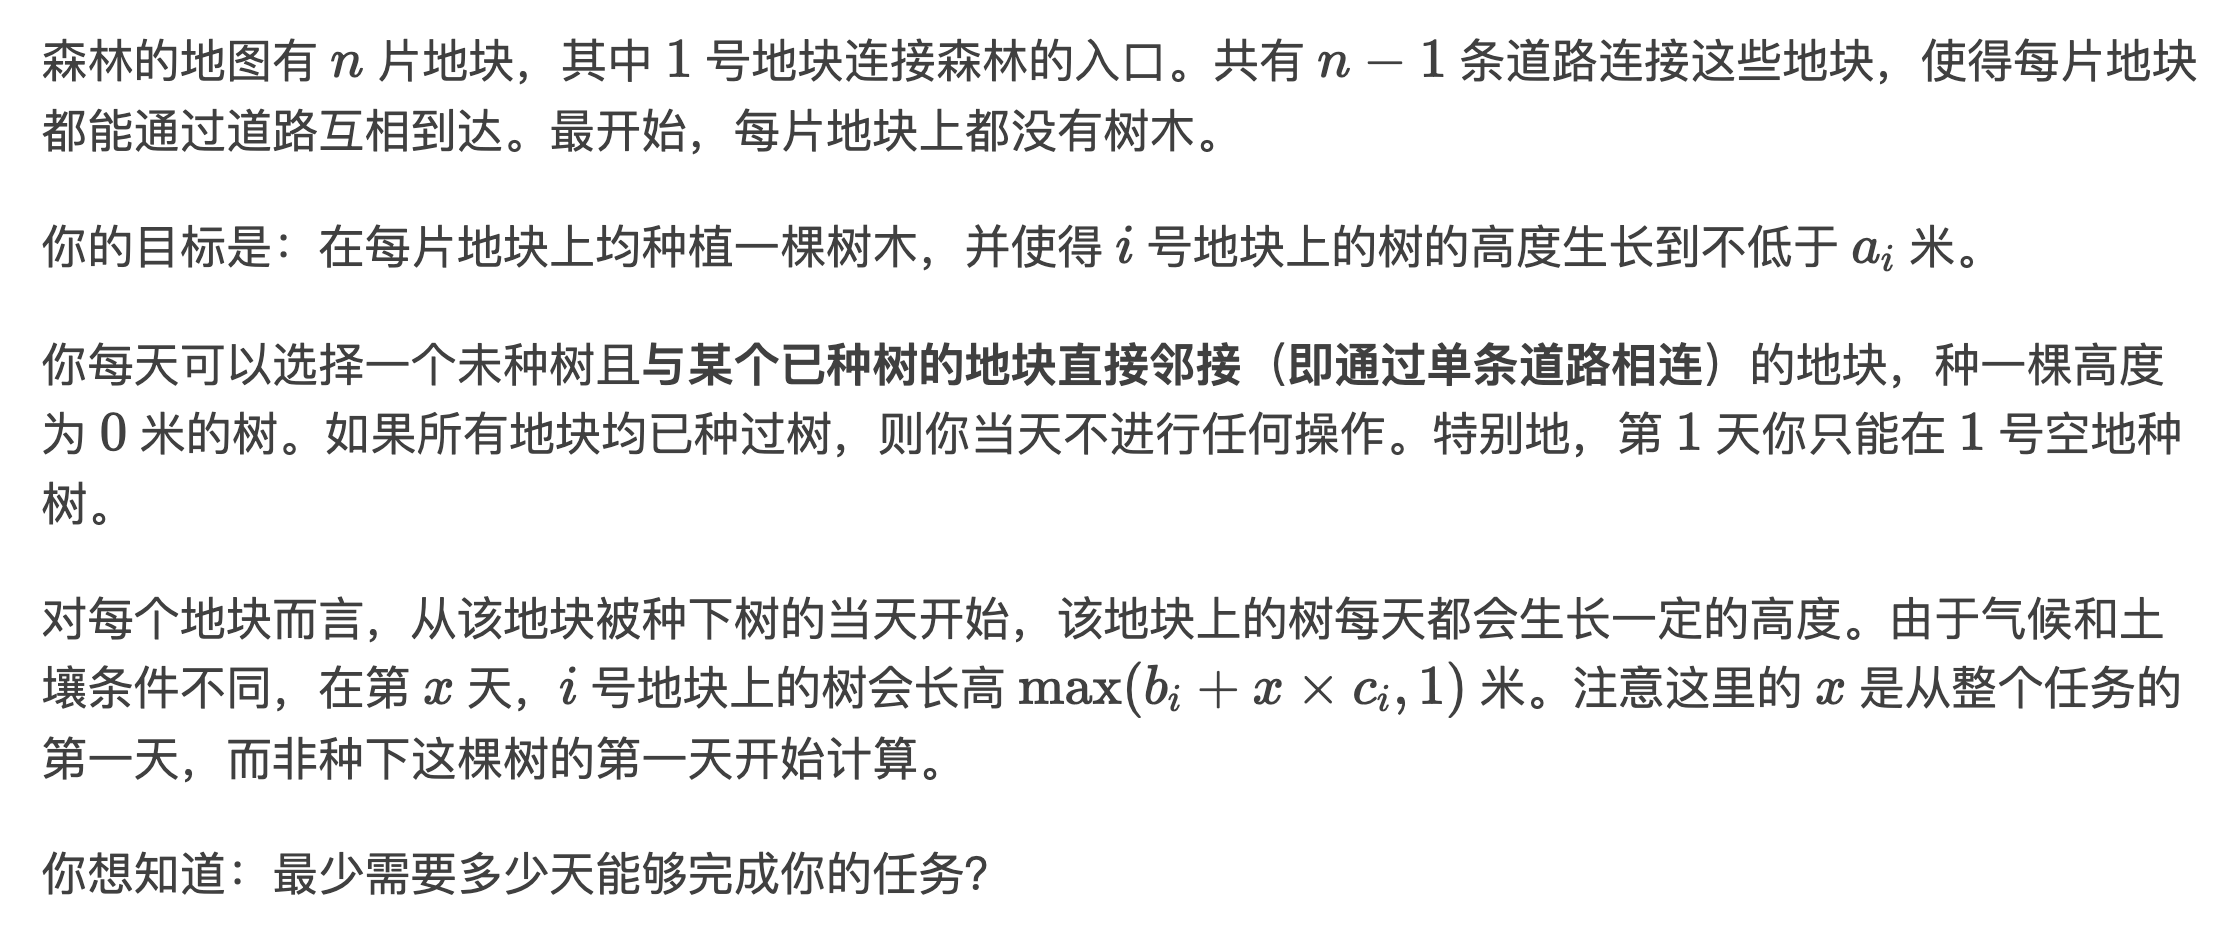 森林的地图有 n 片地块，其中 1 号地块连接森林的入口。共有 n − 1 条道路连接这些地块，使得每片地块
都能通过道路互相到达。最开始，每片地块上都没有树木。
你的目标是：在每片地块上均种植一棵树木，并使得 i 号地块上的树的高度生长到不低于 a_i 米。
你每天可以选择一个未种树且与某个已种树的地块直接邻接（即通过单条道路相连）的地块，种一棵高度
为 0 米的树。如果所有地块均已种过树，则你当天不进行任何操作。特别地，第 1 天你只能在 1 号空地种
树。
对每个地块而言，从该地块被种下树的当天开始，该地块上的树每天都会生长一定的高度。由于气候和土
壤条件不同，在第 x 天，i 号地块上的树会长高 max(b_i + x × c_i, 1) 米。注意这里的 x 是从整个任务的
第一天，而非种下这棵树的第一天开始计算。
你想知道：最少需要多少天能够完成你的任务？